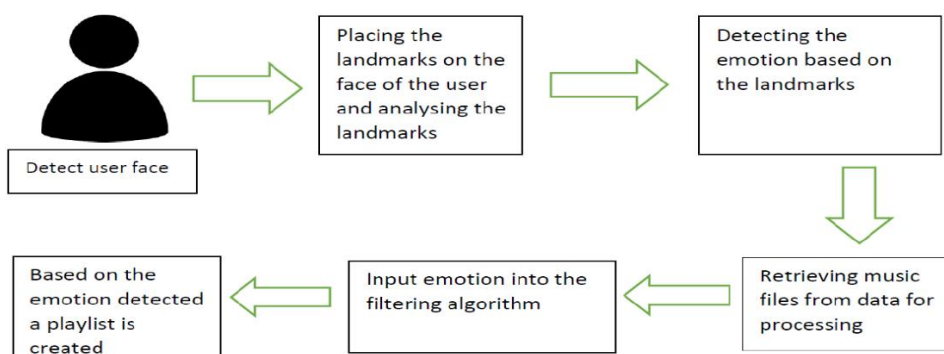 Detect user face
Placing the
landmarks on the
face of the user
and analysing the
landmarks
Detecting the
emotion based on
the landmarks
Retrieving music
files from data for
processing
Input emotion into the
filtering algorithm
Based on the
emotion detected
a playlist is
created